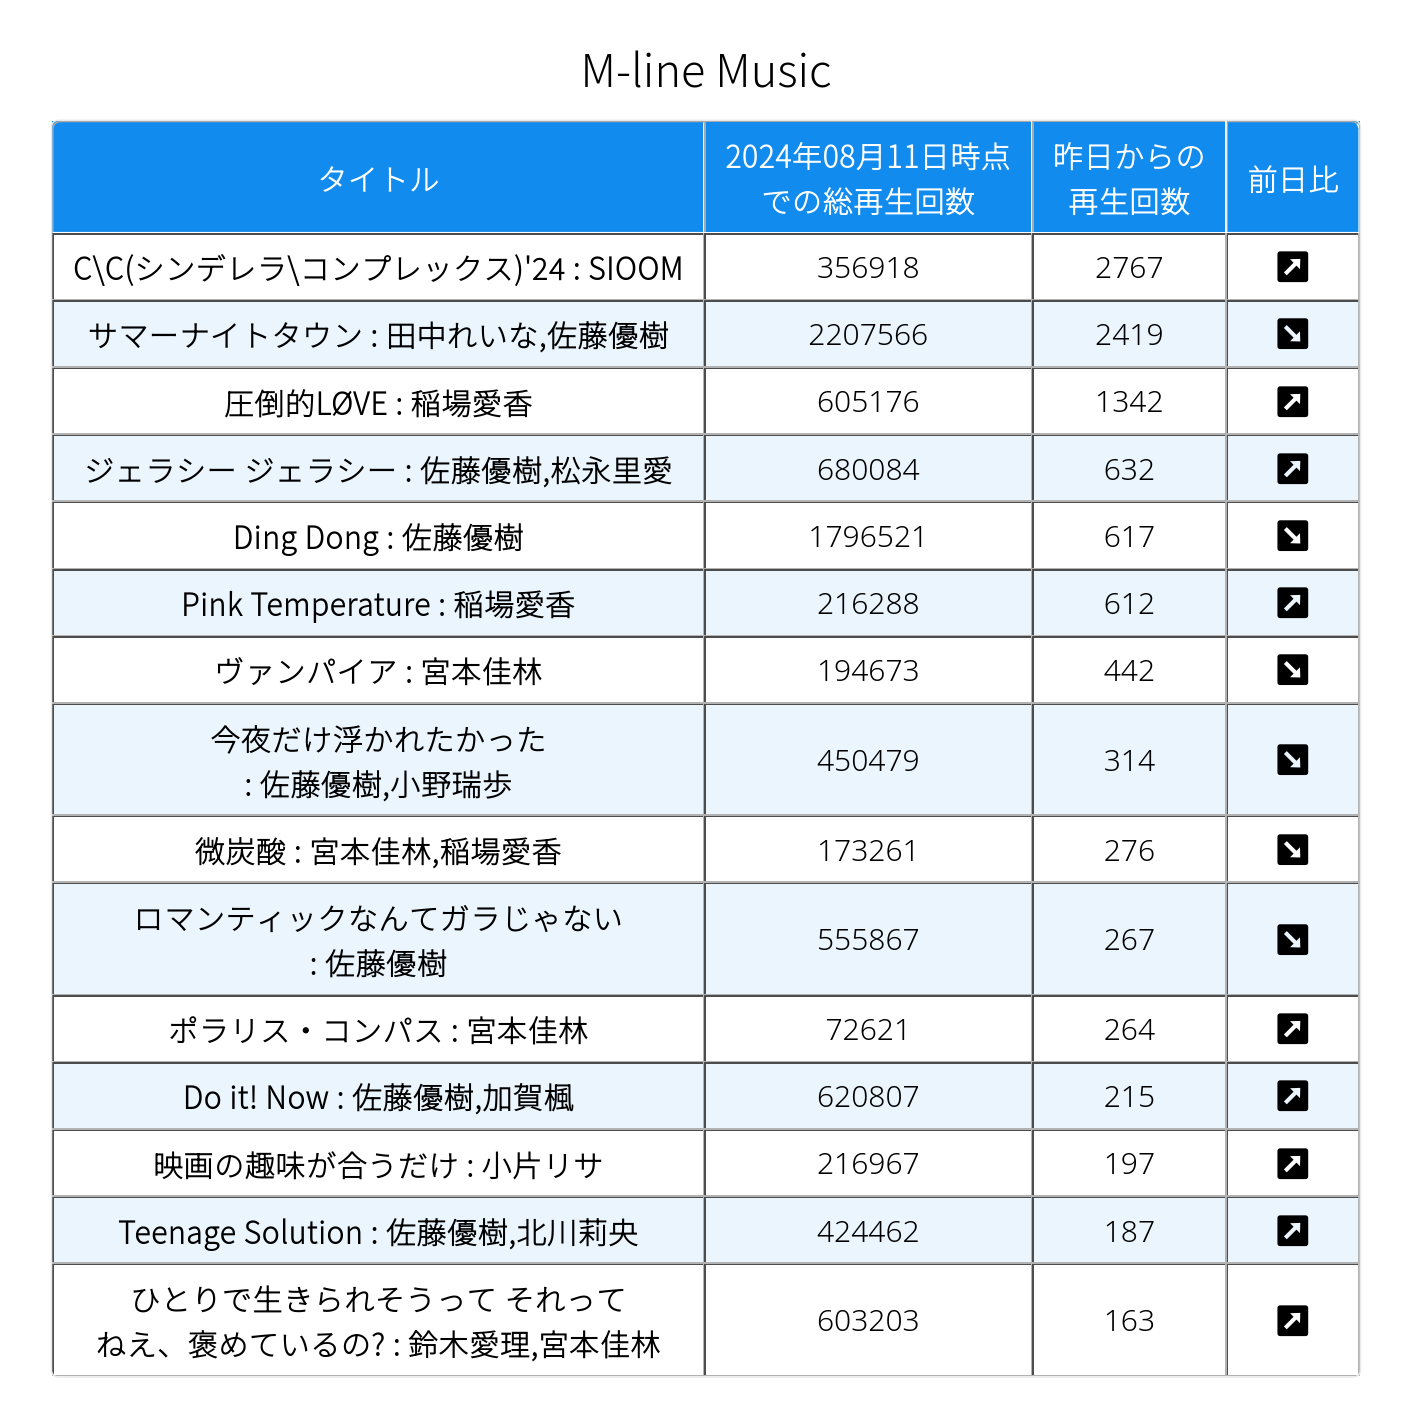 M-line Music
タイトル
2024年08月11日時点
での総再生回数
昨日からの
再生回数
前日比
C\C(シンデレラ\コンプレックス)'24 : SIOOM 356918 2767
サマーナイトタウン : 田中れいな,佐藤優樹 2207566 2419
圧倒的LØVE : 稲場愛香 605176 1342
ジェラシー ジェラシー : 佐藤優樹,松永里愛 680084 632
Ding Dong : 佐藤優樹 1796521 617
Pink Temperature : 稲場愛香 216288 612
ヴァンパイア : 宮本佳林 194673 442
今夜だけ浮かれたかった
: 佐藤優樹,小野瑞歩 450479 314
微炭酸 : 宮本佳林,稲場愛香 173261 276
ロマンティックなんてガラじゃない
: 佐藤優樹 555867 267
ポラリス・コンパス : 宮本佳林 72621 264
Do it! Now : 佐藤優樹,加賀楓 620807 215
映画の趣味が合うだけ : 小片リサ 216967 197
Teenage Solution : 佐藤優樹,北川莉央 424462 187
ひとりで生きられそうって それって
ねえ、褒めているの? : 鈴木愛理,宮本佳林 603203 163